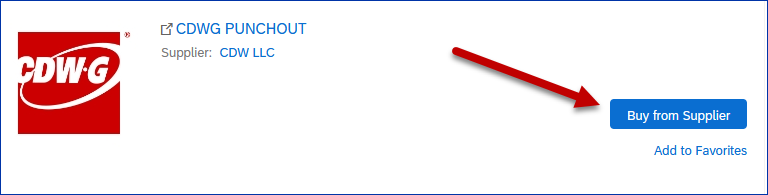 CDWG PUNCHOUT
Supplier: CDW LLC
CDW·G
®
Buy from Supplier
Add to Favorites